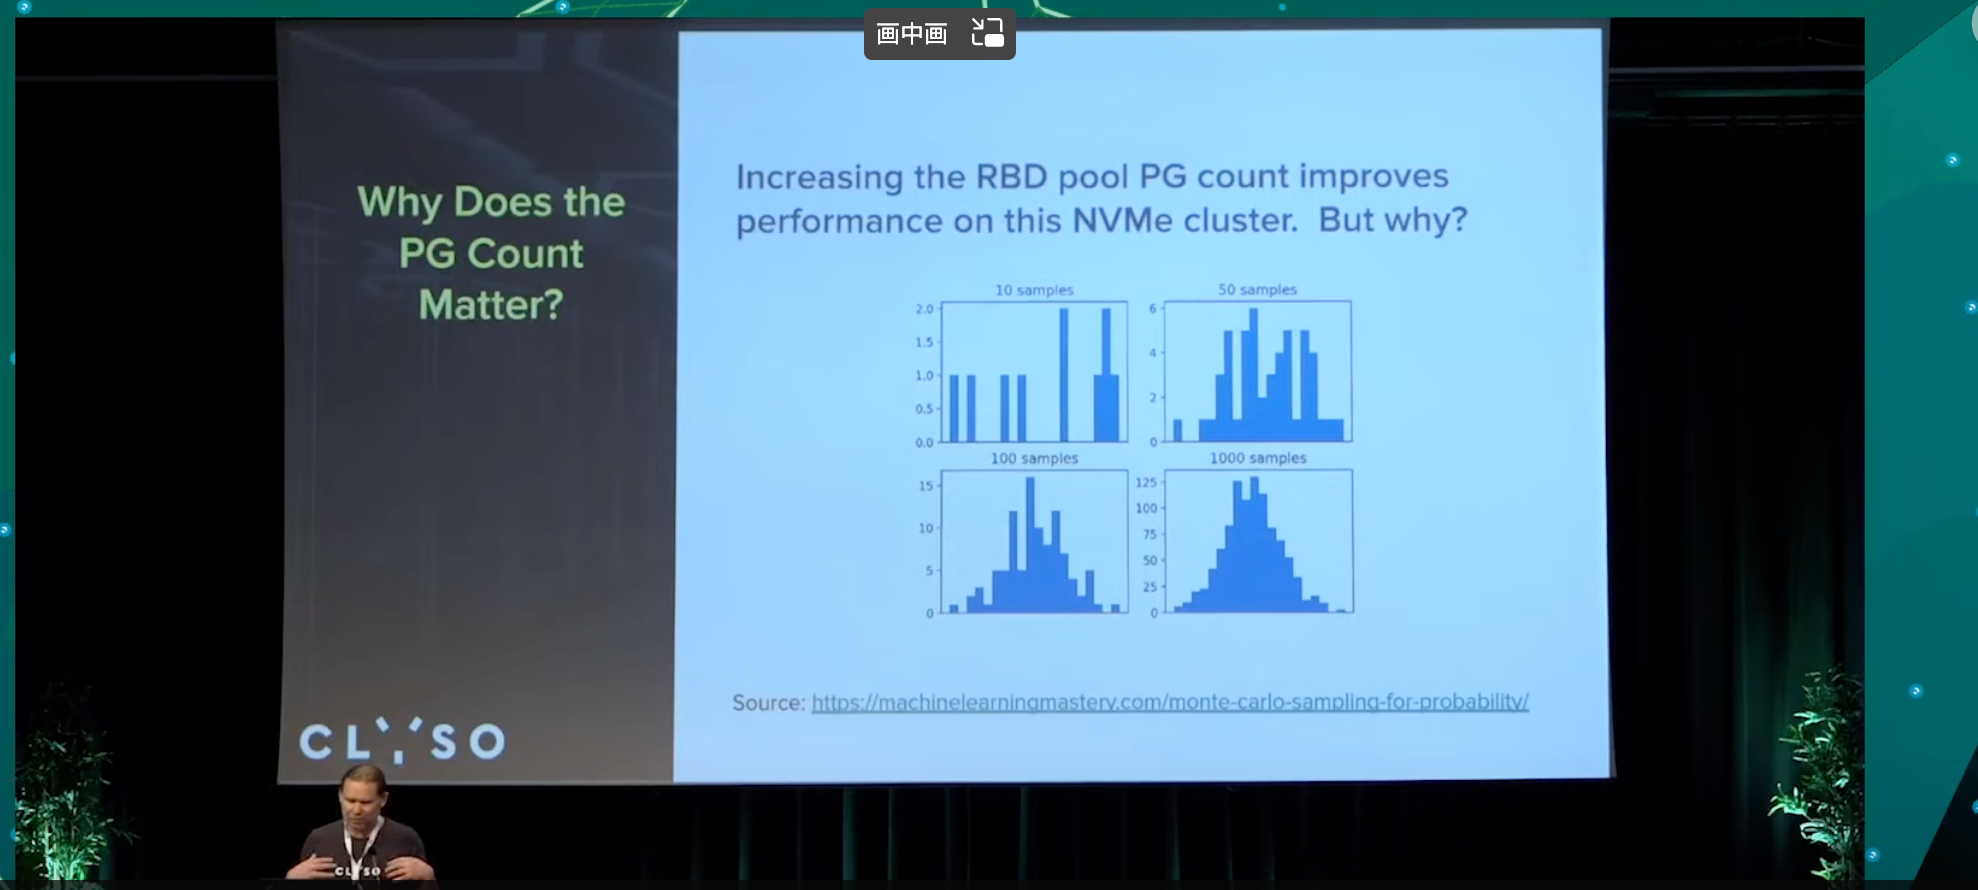 画中画
Why Does the
PG Count
Matter?
Increasing the RBD pool PG count improves
performance on this NVMe cluster. But why?
10 samples
2.0
1.5
1.0
0.5
0.0
50 samples
6
4
2
0
100 samples
15
10
5
0
1000 samples
125
100
75
50
25
0
Source: https://machinelearningmastery.com/monte-carlo-sampling-for-probability/
CLYSO
CLYSO